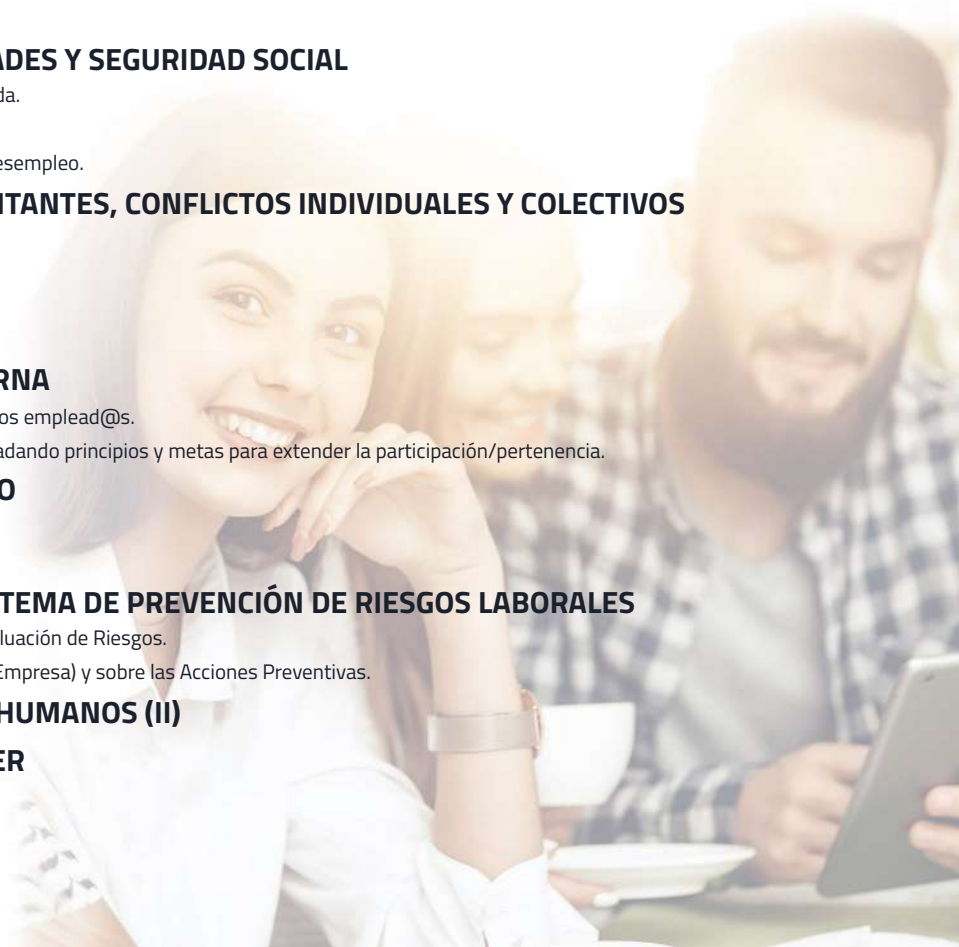 ADES Y SEGURIDAD SOCIAL
da.
esempleo.
NTANTES, CONFLICTOS INDIVIDUALES Y COLECTIVOS
RNA
os emplead@s.
adando principios y metas para extender la participación/pertenencia.
O
TEMA DE PREVENCIÓN DE RIESGOS LABORALES
luación de Riesgos.
Empresa) y sobre las Acciones Preventivas.
HUMANOS (II)
ER